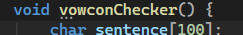 void vowconChecker() {
char sentence[100];